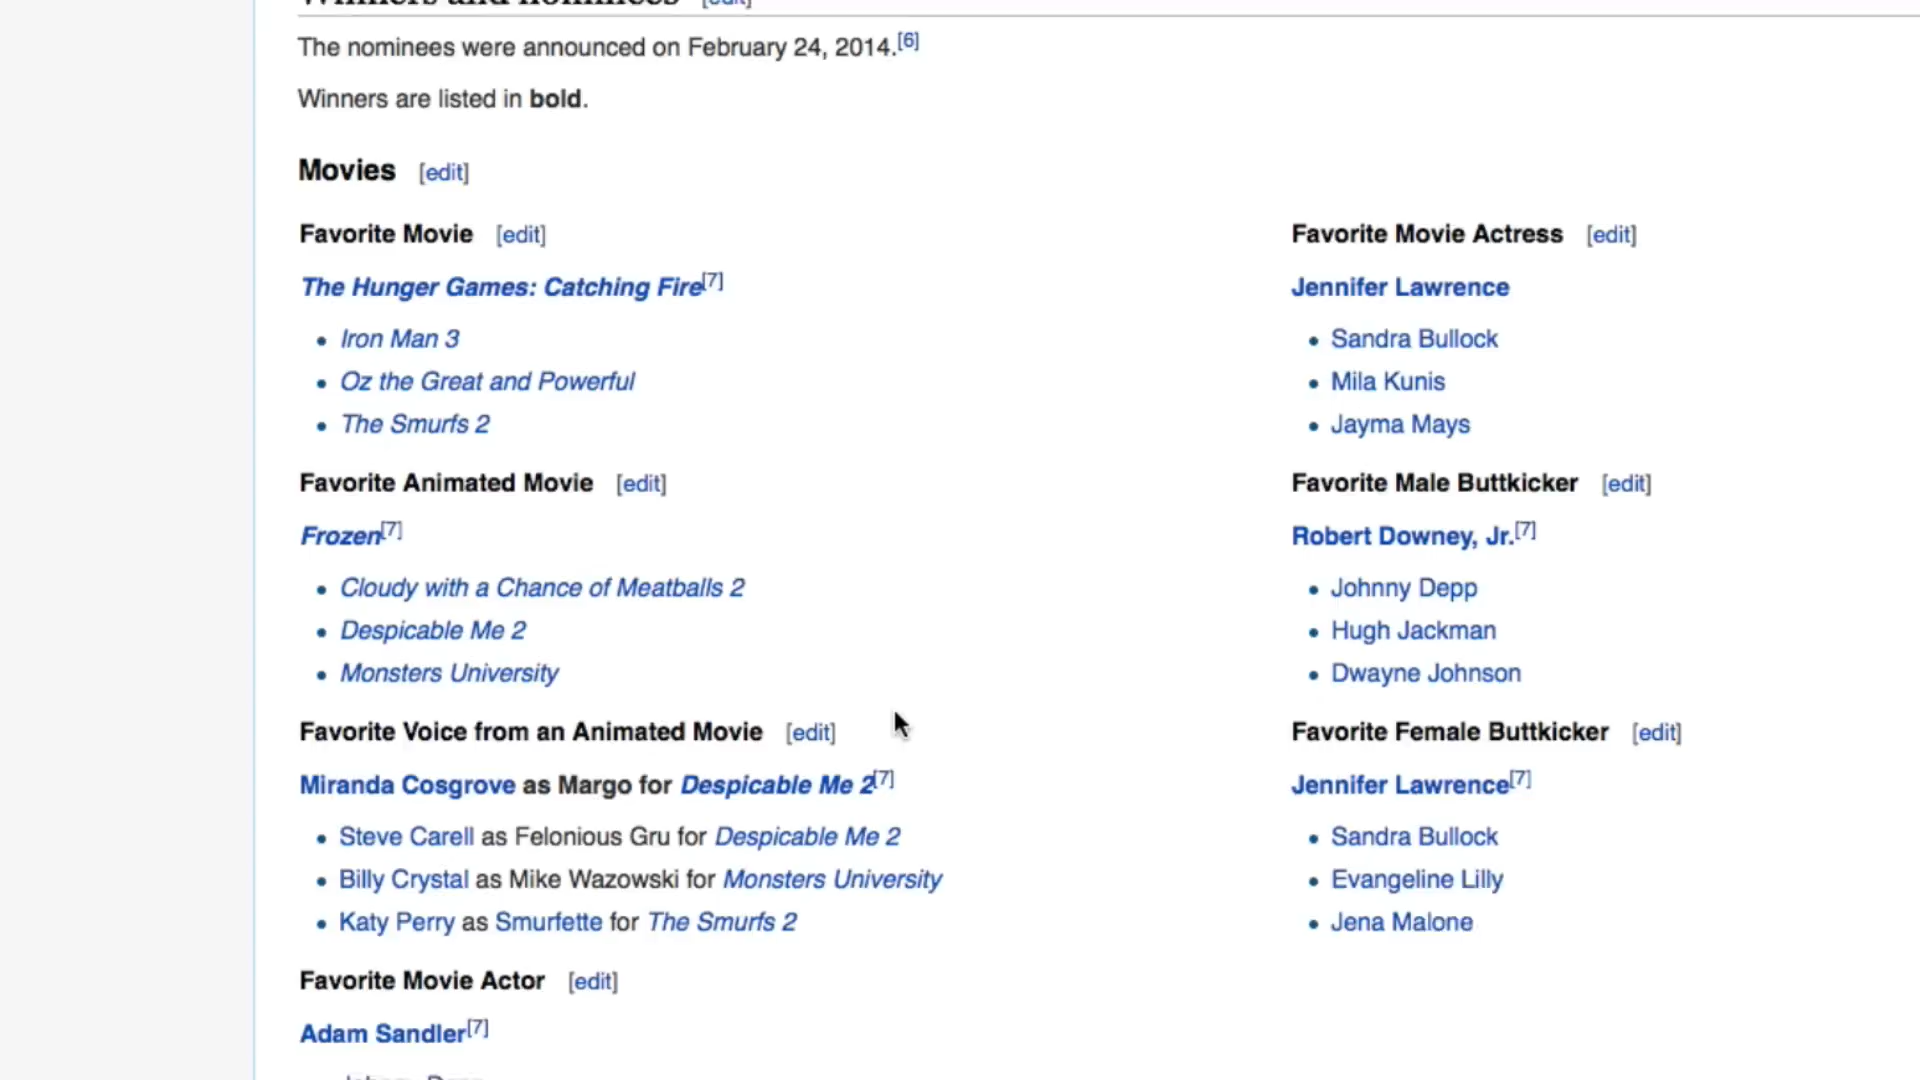 Winners and nominees [edit]
The nominees were announced on February 24, 2014.[6]
Winners are listed in bold.
Movies [edit]
Favorite Movie [edit]
The Hunger Games: Catching Fire[7]
• Iron Man 3
• Oz the Great and Powerful
• The Smurfs 2
Favorite Animated Movie [edit]
Frozen[7]
• Cloudy with a Chance of Meatballs 2
• Despicable Me 2
• Monsters University
Favorite Voice from an Animated Movie [edit]
Miranda Cosgrove as Margo for Despicable Me 2[7]
• Steve Carell as Felonious Gru for Despicable Me 2
• Billy Crystal as Mike Wazowski for Monsters University
• Katy Perry as Smurfette for The Smurfs 2
Favorite Movie Actor [edit]
Adam Sandler[7]
Johnny Depp
Favorite Movie Actress [edit]
Jennifer Lawrence
• Sandra Bullock
• Mila Kunis
• Jayma Mays
Favorite Male Buttkicker [edit]
Robert Downey, Jr.[7]
• Johnny Depp
• Hugh Jackman
• Dwayne Johnson
Favorite Female Buttkicker [edit]
Jennifer Lawrence[7]
• Sandra Bullock
• Evangeline Lilly
• Jena Malone